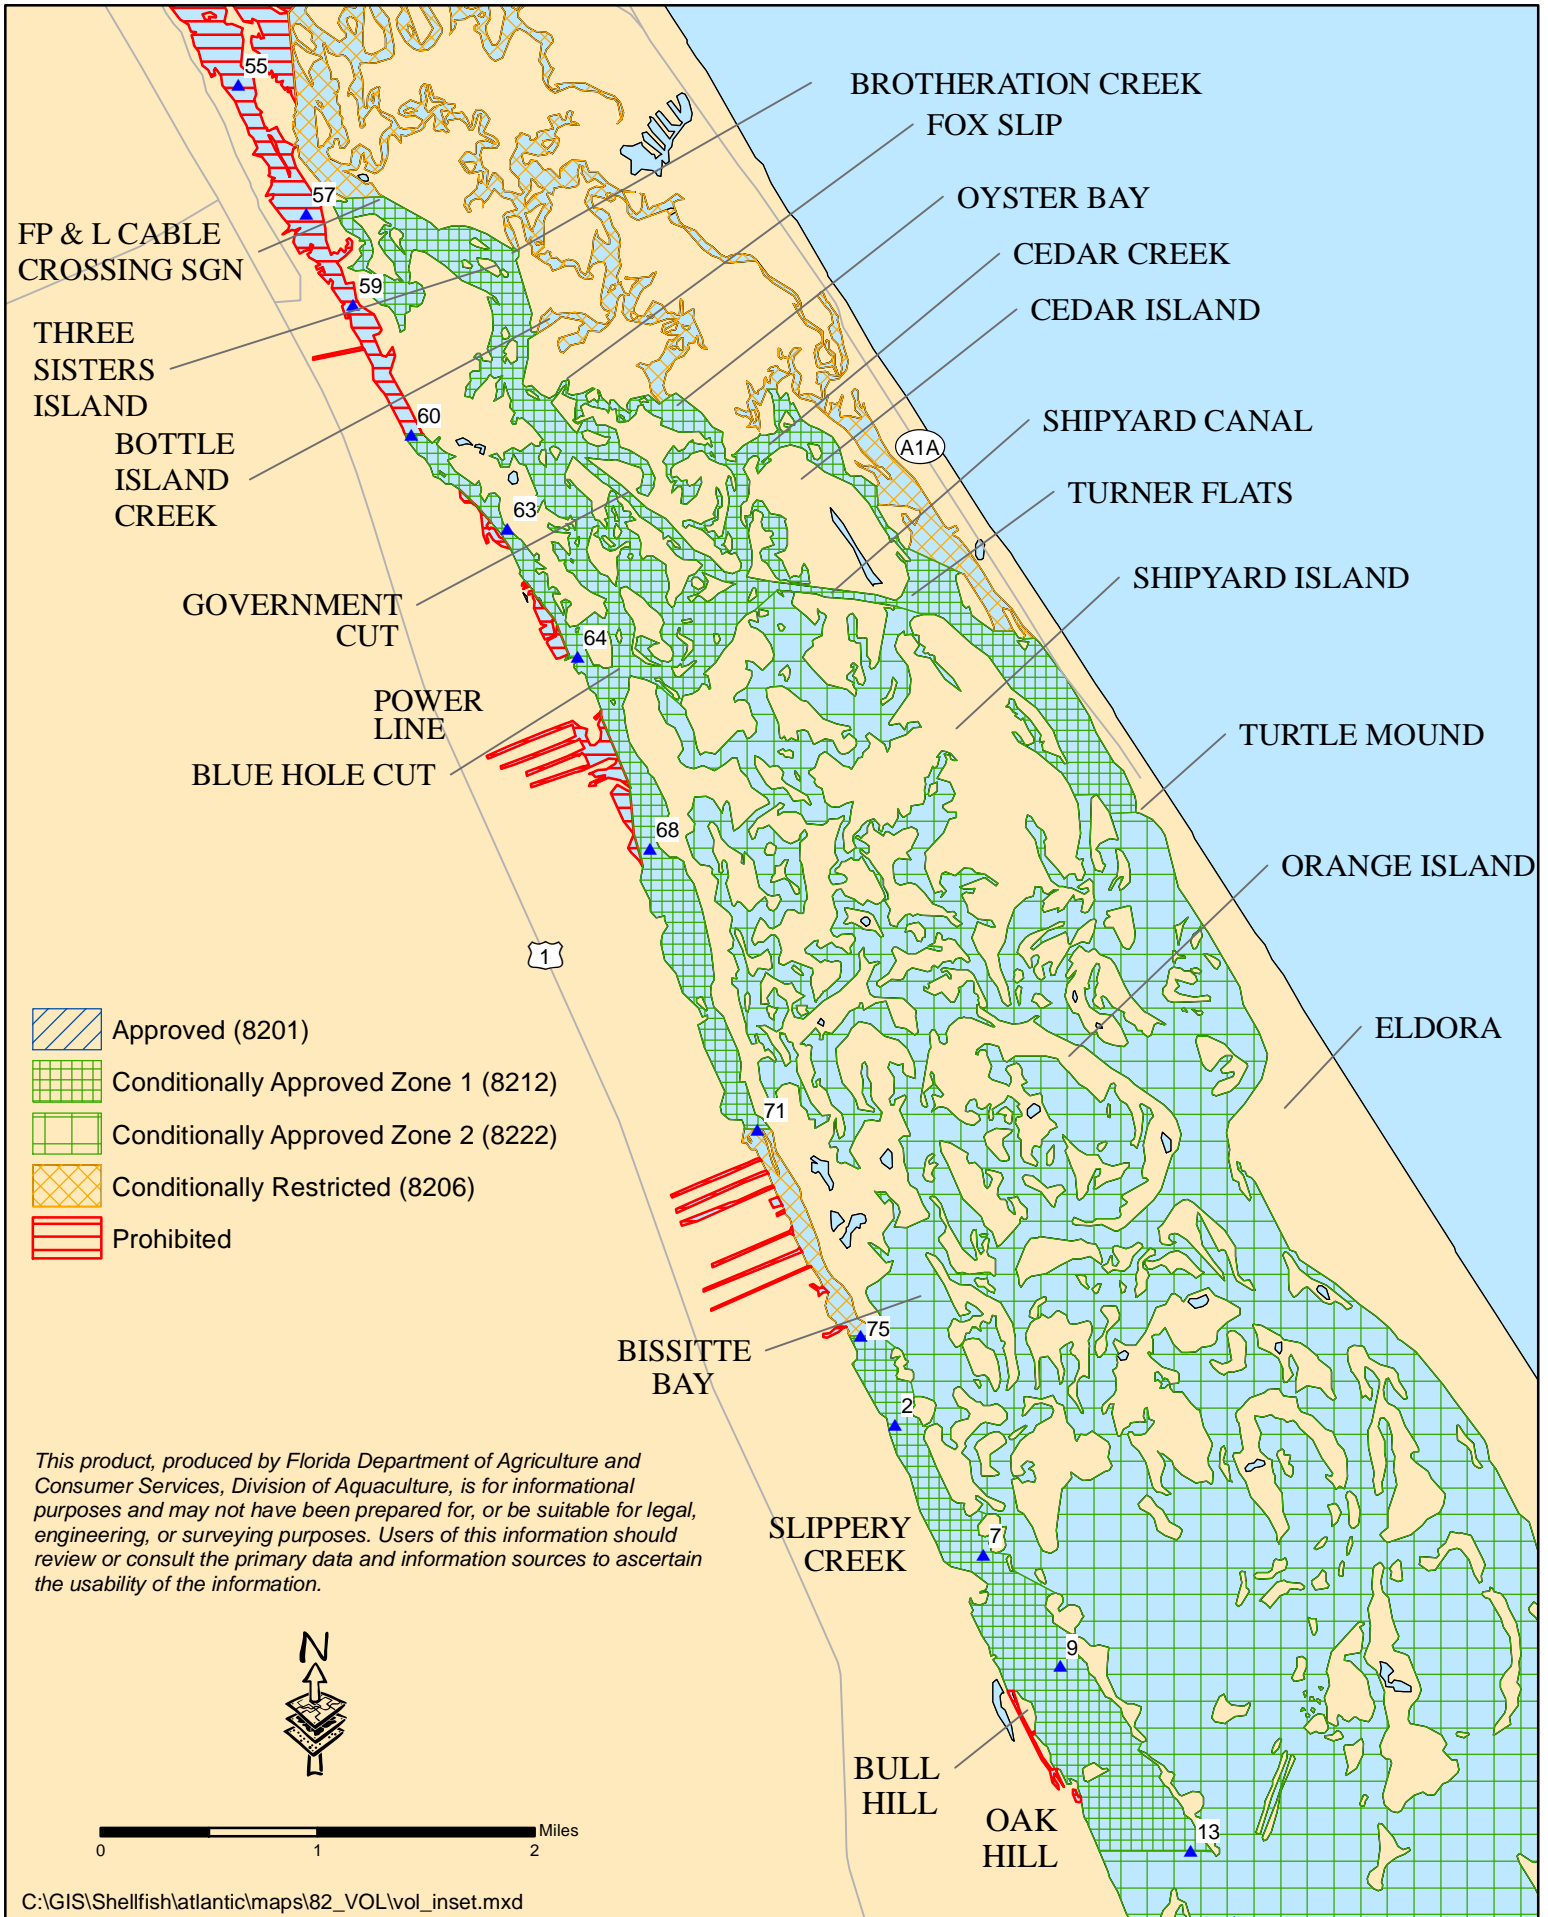 55
BROTHERATION CREEK
FOX SLIP
57
OYSTER BAY
FP & L CABLE
CROSSING SGN
CEDAR CREEK
59
CEDAR ISLAND
THREE
SISTERS
ISLAND
60
SHIPYARD CANAL
A1A
BOTTLE
ISLAND
CREEK
TURNER FLATS
63
SHIPYARD ISLAND
GOVERNMENT
CUT
64
POWER
LINE
TURTLE MOUND
BLUE HOLE CUT
68
ORANGE ISLAND
1
Approved (8201)
ELDORA
Conditionally Approved Zone 1 (8212)
71
Conditionally Approved Zone 2 (8222)
Conditionally Restricted (8206)
Prohibited
75
BISSITTE
BAY
2
This product, produced by Florida Department of Agriculture and
Consumer Services, Division of Aquaculture, is for informational
purposes and may not have been prepared for, or be suitable for legal,
engineering, or surveying purposes. Users of this information should
review or consult the primary data and information sources to ascertain
the usability of the information.
SLIPPERY
CREEK
7
N
9
BULL
HILL
OAK
HILL
13
Miles
0 1 2
C:\GIS\Shellfish\atlantic\maps\82_VOL\vol_inset.mxd